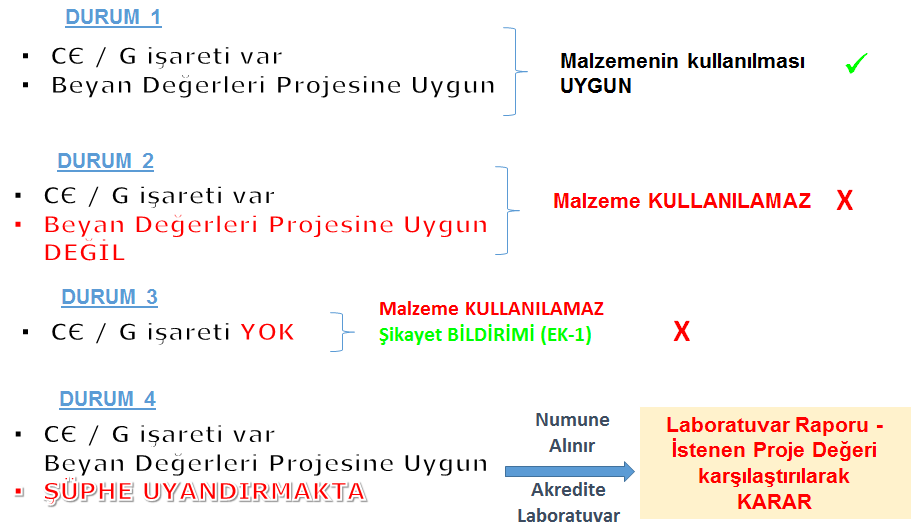 DURUM 1
▪ CЄ / G işareti var
▪ Beyan Değerleri Projesine Uygun
Malzemenin kullanılması
UYGUN
✓
DURUM 2
▪ CЄ / G işareti var
▪ Beyan Değerleri Projesine Uygun
DEĞİL
Malzeme KULLANILAMAZ X
DURUM 3
▪ CЄ / G işareti YOK
Malzeme KULLANILAMAZ
Şikayet BİLDİRİMİ (EK-1)
X
DURUM 4
▪ CЄ / G işareti var
Beyan Değerleri Projesine Uygun
▪ ŞÜPHE UYANDIRMAKTA
Numune
Alınır
Akredite
Laboratuvar
Laboratuvar Raporu -
İstenen Proje Değeri
karşılaştırılarak
KARAR